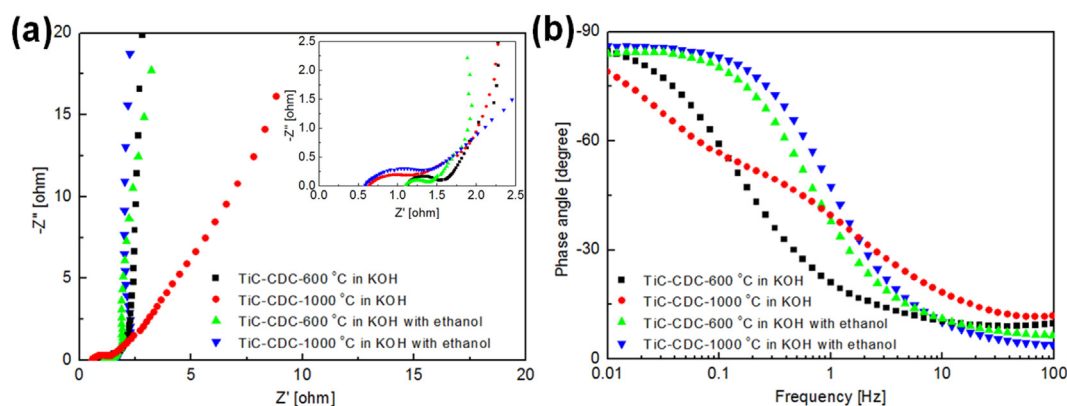 (a)
20
15
10
5
0
-Z'' [ohm]
0
5
10
15
20
Z' [ohm]
2.5
2.0
1.5
1.0
0.5
0.0
-Z'' [ohm]
0.0
0.5
1.0
1.5
2.0
2.5
Z' [ohm]
TiC-CDC-600 °C in KOH
TiC-CDC-1000 °C in KOH
TiC-CDC-600 °C in KOH with ethanol
TiC-CDC-1000 °C in KOH with ethanol
(b)
-90
-60
-30
0
Phase angle [degree]
0.01
0.1
1
10
100
Frequency [Hz]
TiC-CDC-600 °C in KOH
TiC-CDC-1000 °C in KOH
TiC-CDC-600 °C in KOH with ethanol
TiC-CDC-1000 °C in KOH with ethanol